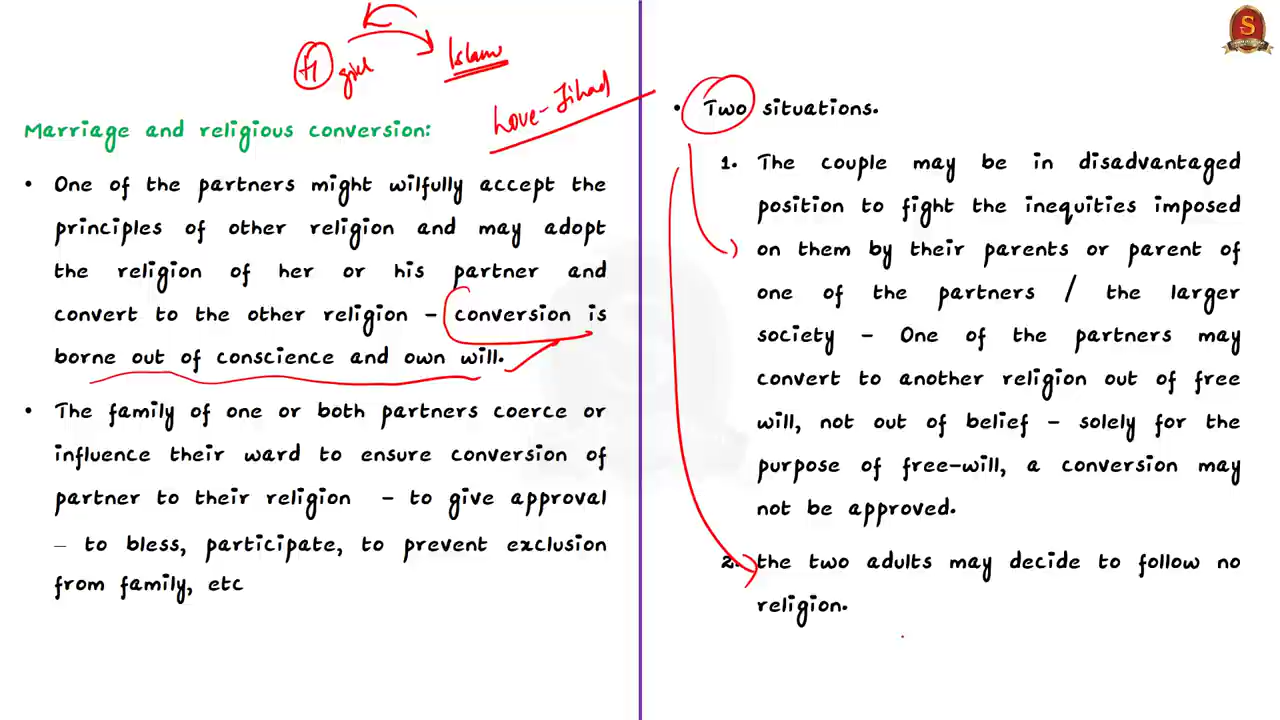 H girl
Islam
Love-Jihad
Marriage and religious conversion:
• One of the partners might wilfully accept the
principles of other religion and may adopt
the religion of her or his partner and
convert to the other religion - conversion is
borne out of conscience and own will.
• The family of one or both partners coerce or
influence their ward to ensure conversion of
partner to their religion - to give approval
- to bless, participate, to prevent exclusion
from family, etc
S
• Two situations.
1. The couple may be in disadvantaged
position to fight the inequities imposed
on them by their parents or parent of
one of the partners / the larger
society - One of the partners may
convert to another religion out of free
will, not out of belief - solely for the
purpose of free-will, a conversion may
not be approved.
2. the two adults may decide to follow no
religion.